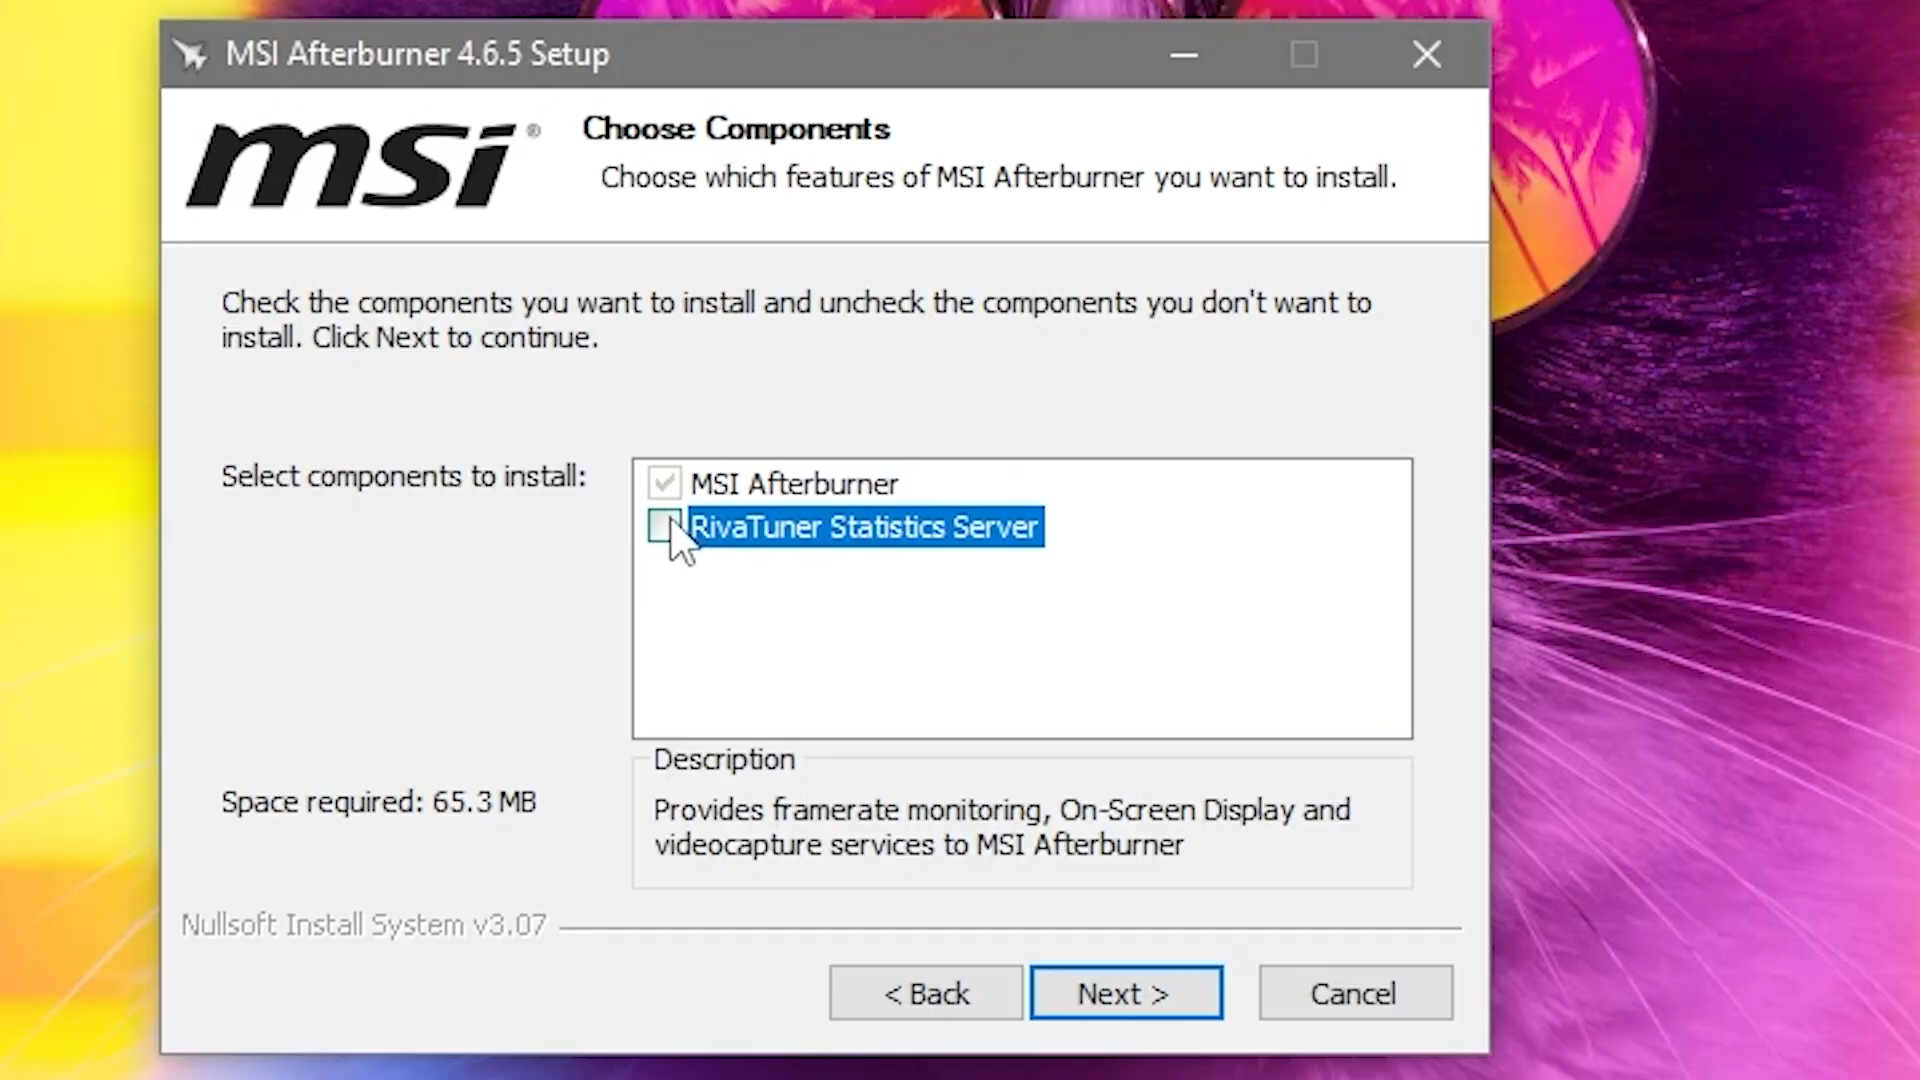 MSI Afterburner 4.6.5 Setup
msi®
Choose Components
Choose which features of MSI Afterburner you want to install.
Check the components you want to install and uncheck the components you don't want to
install. Click Next to continue.
Select components to install:
MSI Afterburner
RivaTuner Statistics Server
Description
Space required: 65.3 MB
Provides framerate monitoring, On-Screen Display and
videocapture services to MSI Afterburner
Nullsoft Install System v3.07
< Back
Next >
Cancel